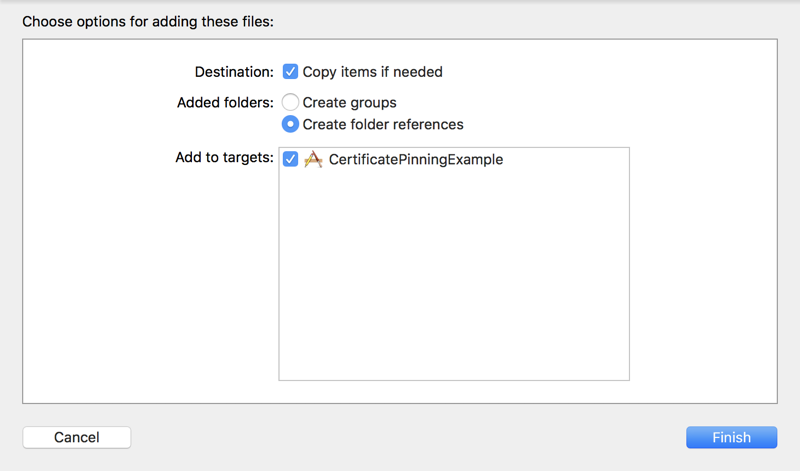 Choose options for adding these files:
Destination: Copy items if needed
Added folders: Create groups
Create folder references
Add to targets: CertificatePinningExample
Cancel Finish